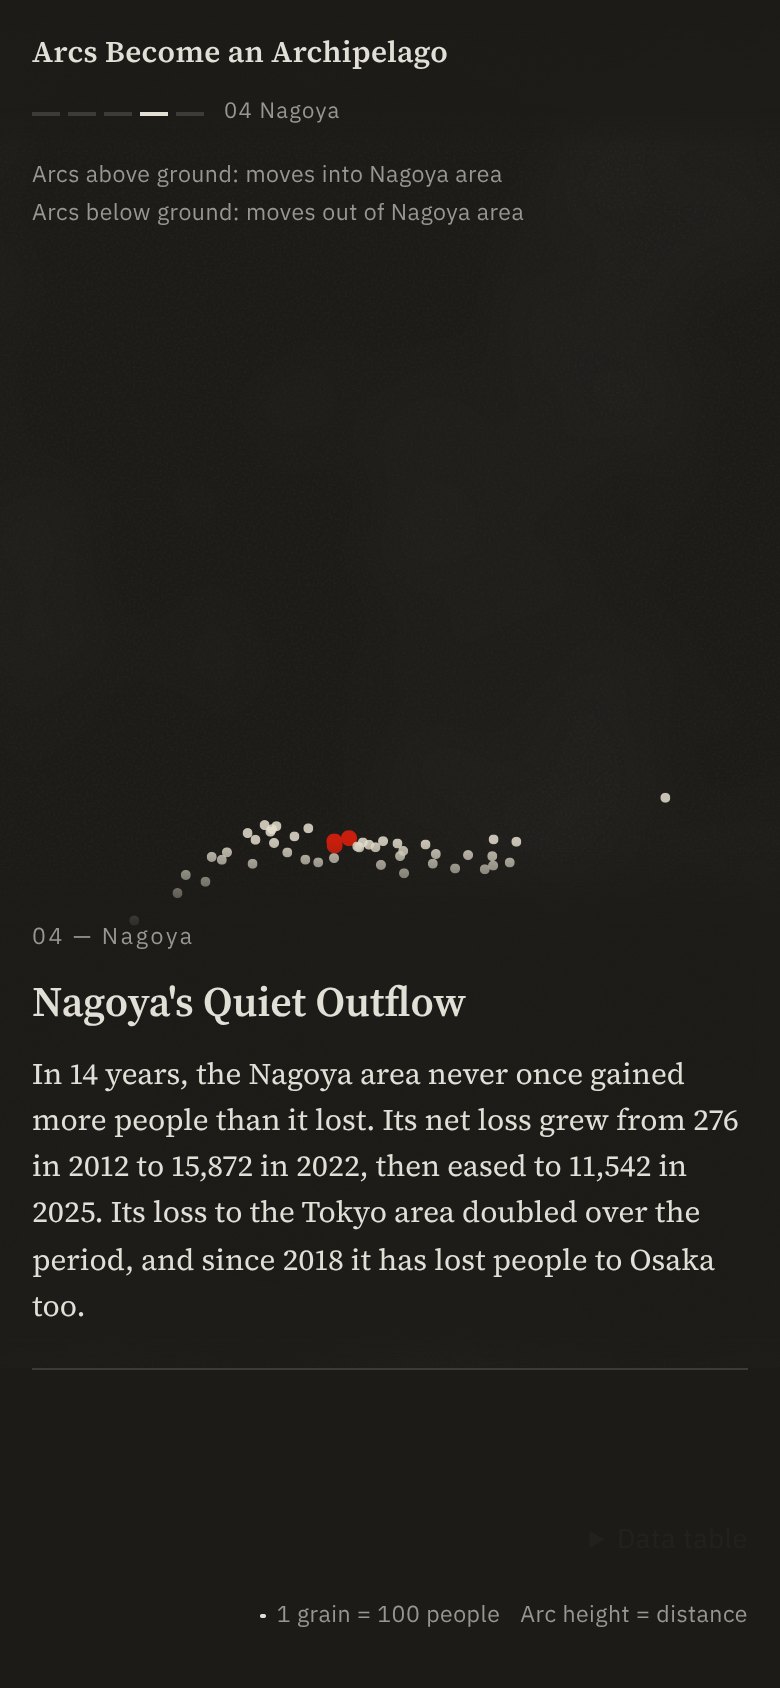 Arcs Become an Archipelago
04 Nagoya
Arcs above ground: moves into Nagoya area
Arcs below ground: moves out of Nagoya area
04 — Nagoya
Nagoya's Quiet Outflow
In 14 years, the Nagoya area never once gained
more people than it lost. Its net loss grew from 276
in 2012 to 15,872 in 2022, then eased to 11,542 in
2025. Its loss to the Tokyo area doubled over the
period, and since 2018 it has lost people to Osaka
too.
▶ Data table
1 grain = 100 people Arc height = distance